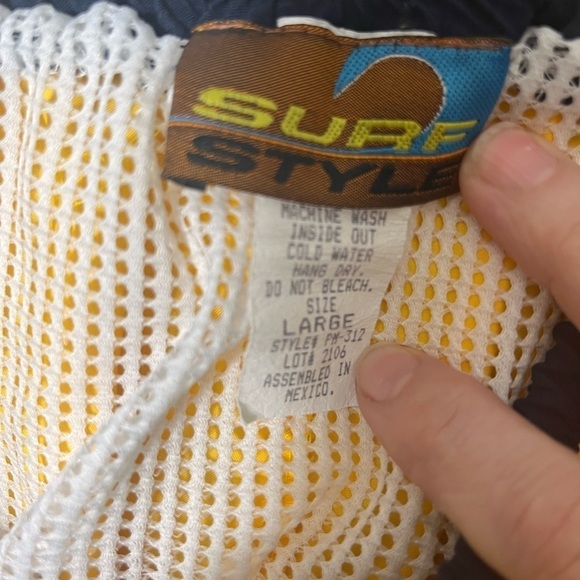 SURF
STYLE
MACHINE WASH
INSIDE OUT
COLD WATER
HANG DRY.
DO NOT BLEACH.
SIZE
LARGE
STYLE# PM-312
LOT# 2106
ASSEMBLED IN
MEXICO.